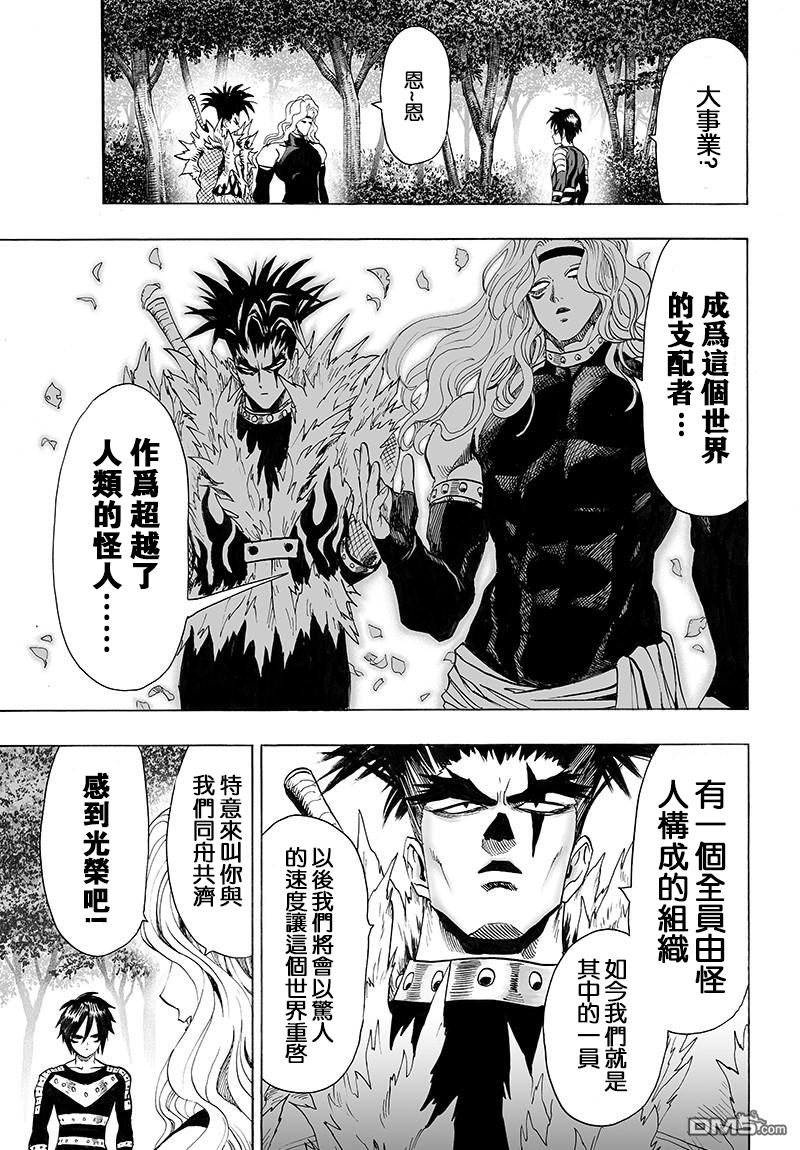 大事業?
恩~恩
成爲這個世界
的支配者…
作爲超越了
人類的怪人……
有一個全員由怪
人構成的組織
如今我們就是
其中的一員
以後我們將會以驚人
的速度讓這個世界重啓
特意來叫你與
我們同舟共濟
感到光榮吧!
DM5.com